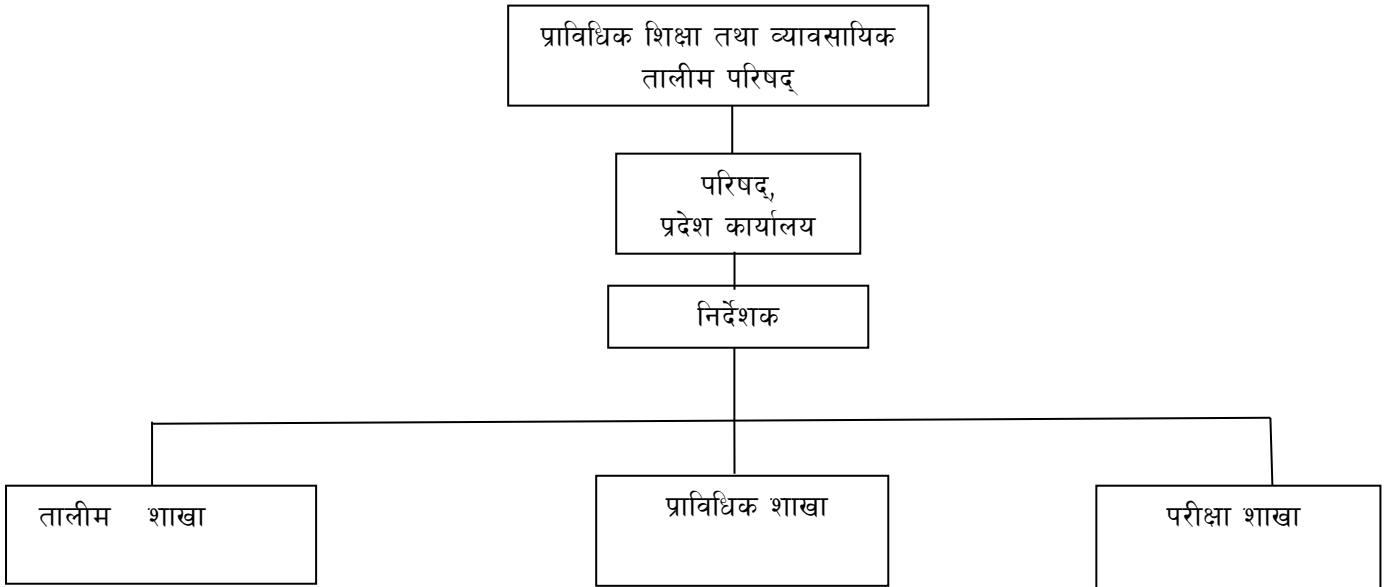 प्राविधिक शिक्षा तथा व्यावसायिक
तालीम परिषद्
परिषद्,
प्रदेश कार्यालय
निर्देशक
तालीम शाखा
प्राविधिक शाखा
परीक्षा शाखा